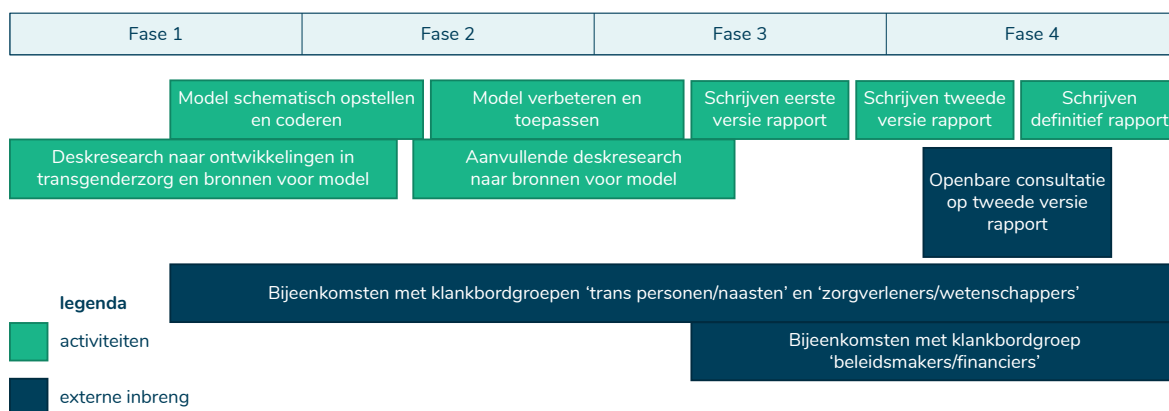 Fase 1
Fase 2
Fase 3
Fase 4
Model schematisch opstellen
en coderen
Model verbeteren en
toepassen
Schrijven eerste
versie rapport
Schrijven tweede
versie rapport
Schrijven
definitief rapport
Deskresearch naar ontwikkelingen in
transgenderzorg en bronnen voor model
Aanvullende deskresearch
naar bronnen voor model
Openbare consultatie
op tweede versie
rapport
Bijeenkomsten met klankbordgroepen ‘trans personen/naasten’ en ‘zorgverleners/wetenschappers’
Bijeenkomsten met klankbordgroep
‘beleidsmakers/financiers’
legenda
activiteiten
externe inbreng